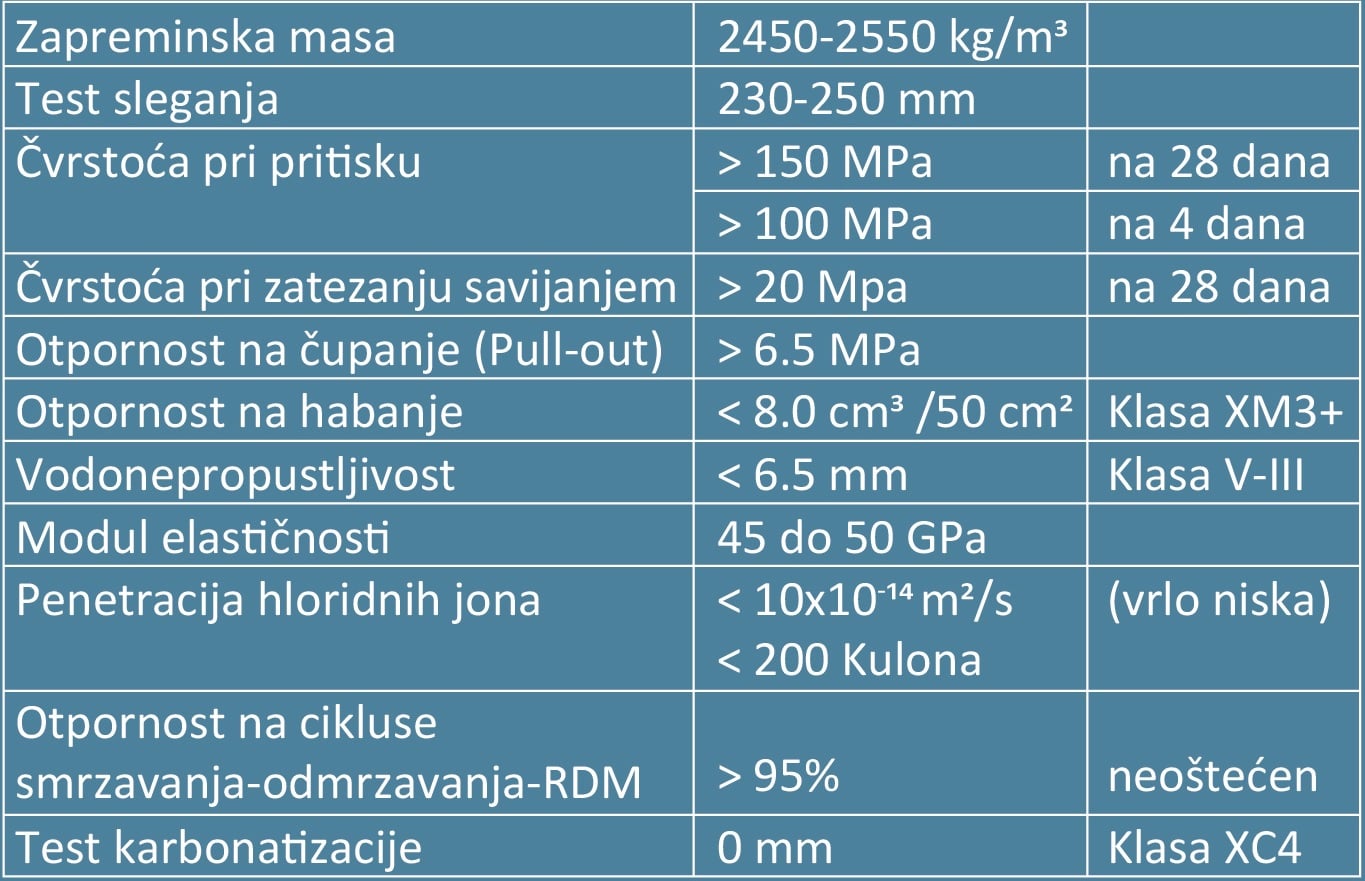 Zapreminska masa 2450-2550 kg/m³
Test sleganja 230-250 mm
Čvrstoća pri pritisku > 150 MPa na 28 dana
> 100 MPa na 4 dana
Čvrstoća pri zatezanju savijanjem > 20 Mpa na 28 dana
Otpornost na čupanje (Pull-out) > 6.5 MPa
Otpornost na habanje < 8.0 cm³ /50 cm² Klasa XM3+
Vodonepropustljivost < 6.5 mm Klasa V-III
Modul elastičnosti 45 do 50 GPa
Penetracija hloridnih jona < 10x10⁻¹⁴ m²/s (vrlo niska)
< 200 Kulona
Otpornost na cikluse
smrzavanja-odmrzavanja-RDM > 95% neoštećen
Test karbonatizacije 0 mm Klasa XC4